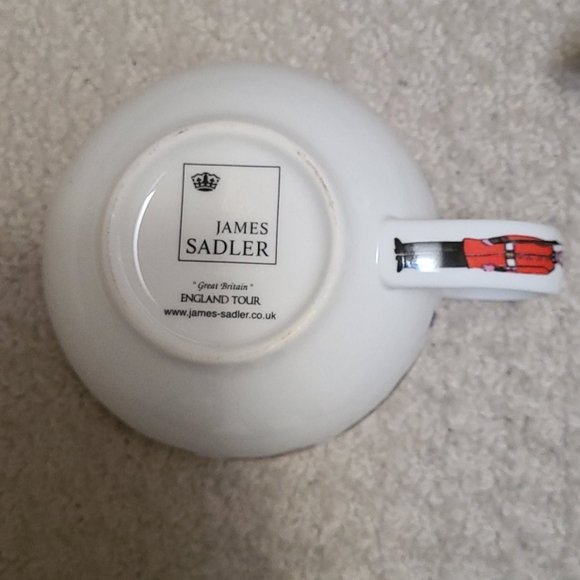 JAMES
SADLER
"Great Britain"
ENGLAND TOUR
www.james-sadler.co.uk